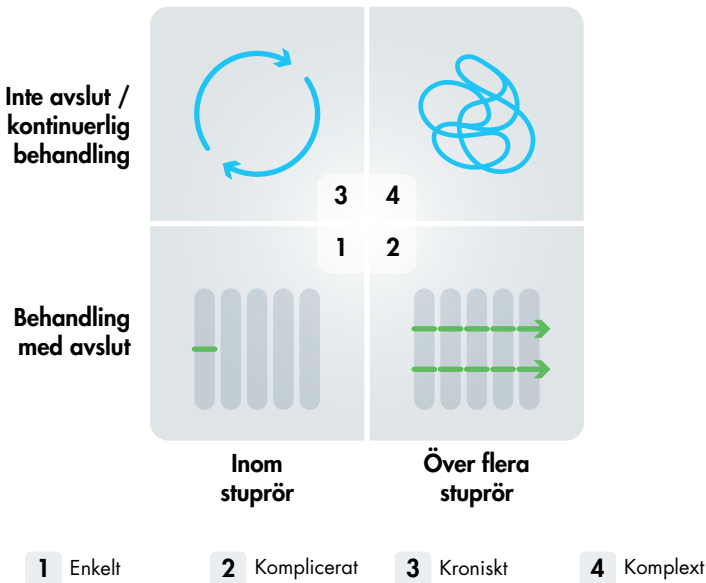 Inte avslut /
kontinuerlig
behandling
3 4
1 2
Behandling
med avslut
Inom
stuprör
Över flera
stuprör
1 Enkelt
2 Komplicerat
3 Kroniskt
4 Komplext